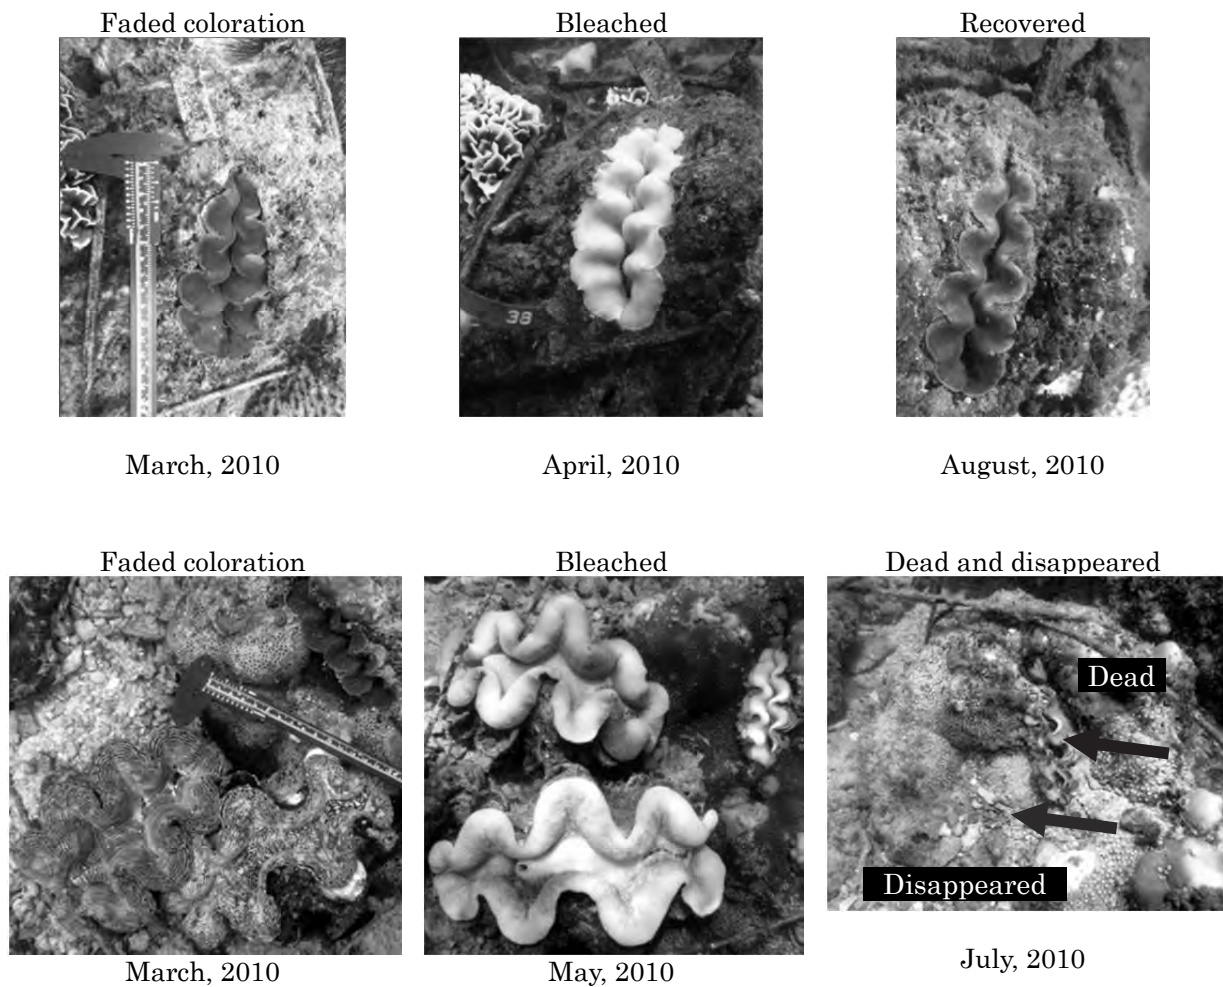 Faded coloration
Bleached
Recovered
38
March, 2010
April, 2010
August, 2010
Faded coloration
Bleached
Dead and disappeared
Dead
Disappeared
March, 2010
May, 2010
July, 2010